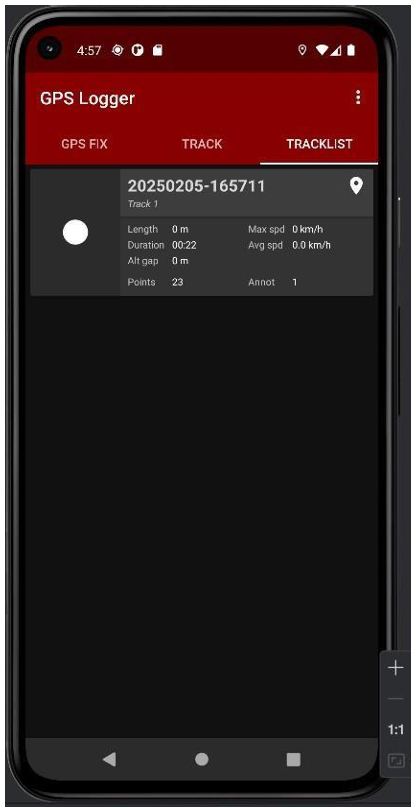 4:57
GPS Logger
GPS FIX TRACK TRACKLIST
20250205-165711
Track 1
Length 0 m Max spd 0 km/h
Duration 00:22 Avg spd 0.0 km/h
Alt gap 0 m
Points 23 Annot 1
1:1